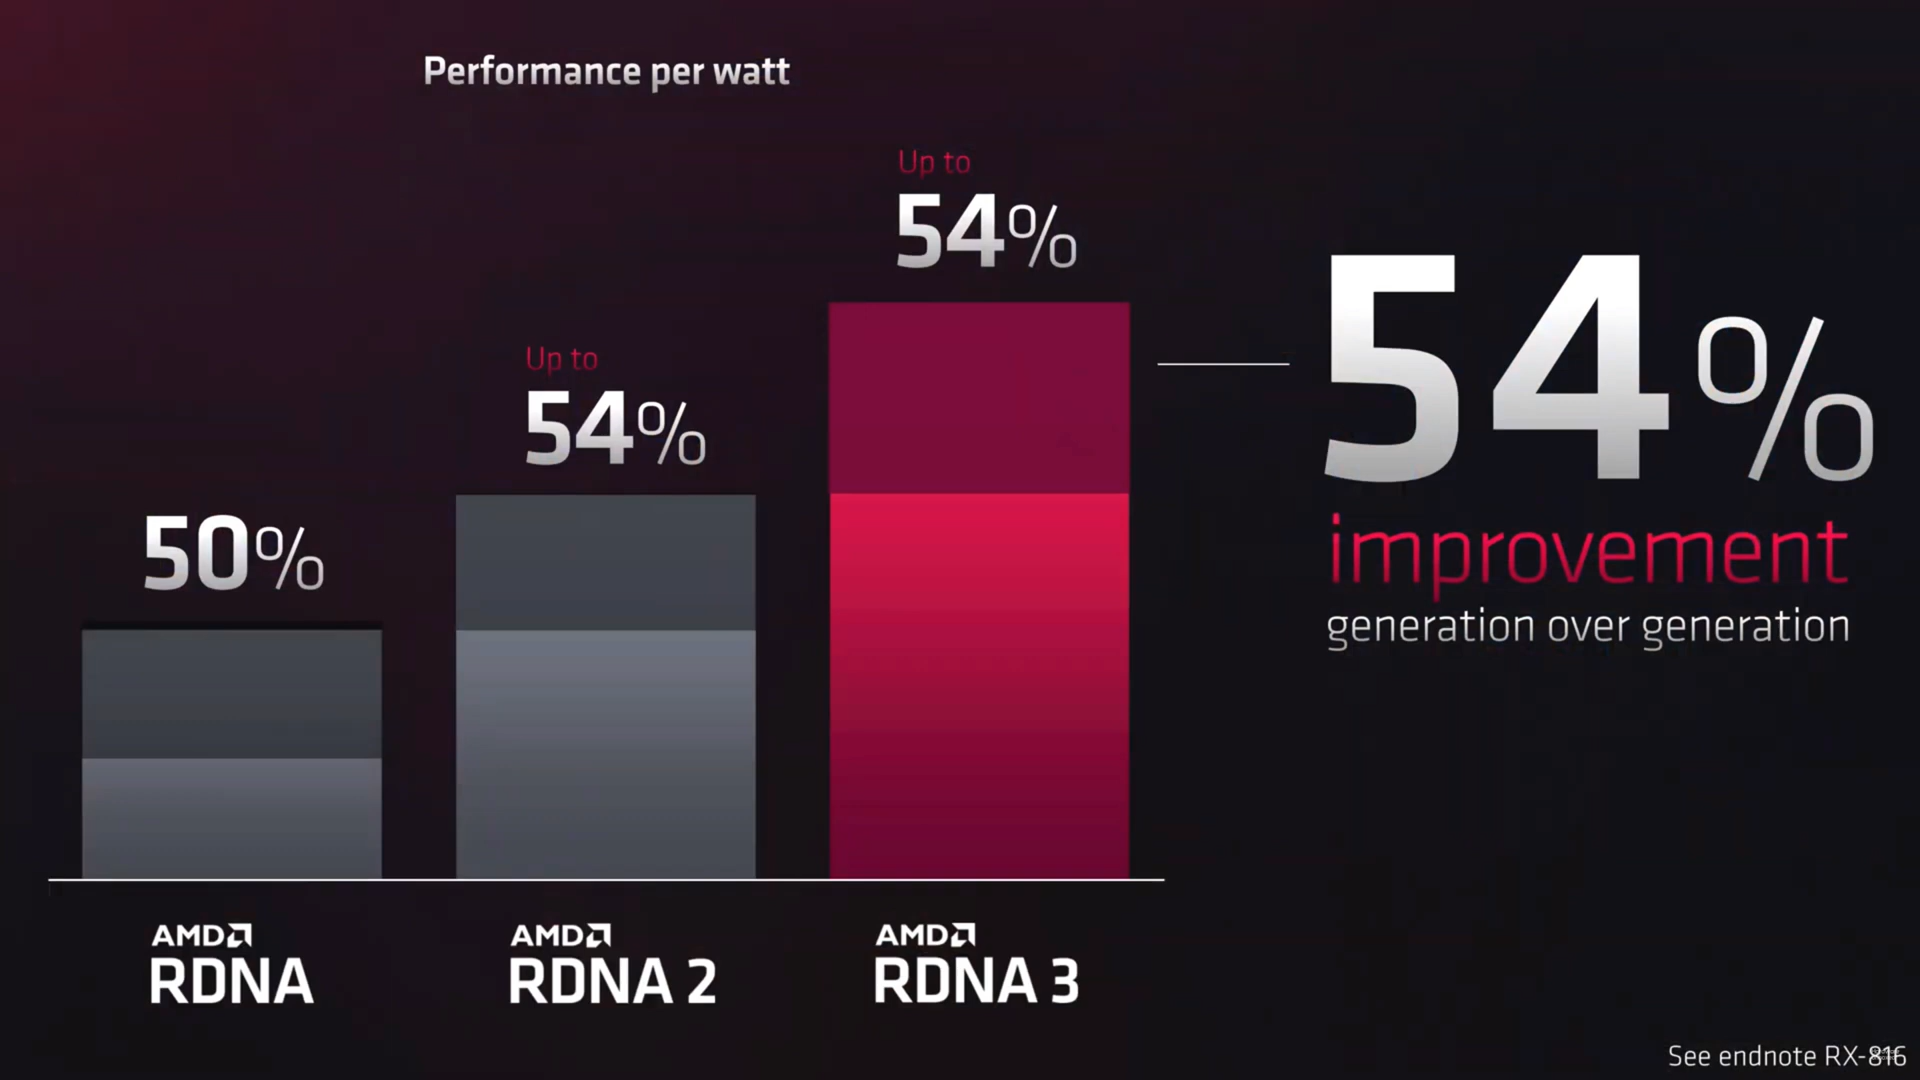 Performance per watt
Up to
54%
Up to
54%
50%
54%
improvement
generation over generation
AMD
RDNA
AMD
RDNA 2
AMD
RDNA 3
See endnote RX-816